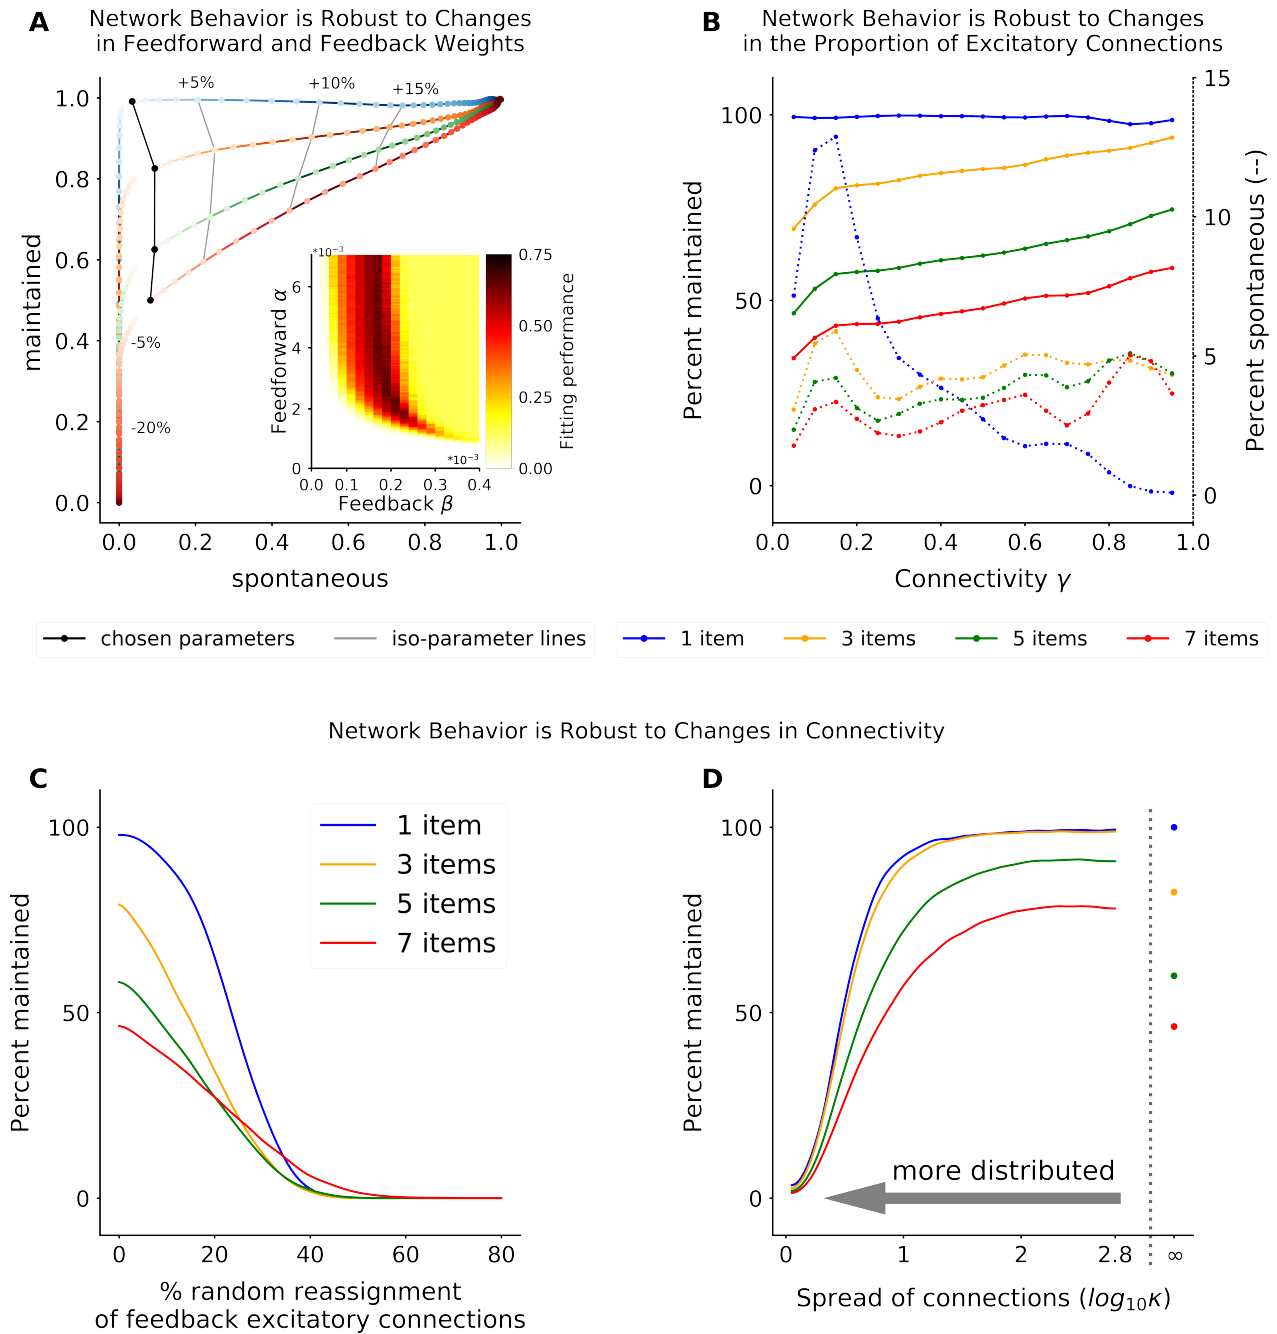 A
Network Behavior is Robust to Changes
in Feedforward and Feedback Weights
maintained
1.0
0.8
0.6
0.4
0.2
0.0
+5%
+10%
+15%
-5%
-20%
*10⁻³
Feedforward α
6
4
2
0
0.0 0.1 0.2 0.3 0.4
*10⁻³
Feedback β
0.75
0.50
0.25
0.00
Fitting performance
0.0 0.2 0.4 0.6 0.8 1.0
spontaneous
B
Network Behavior is Robust to Changes
in the Proportion of Excitatory Connections
Percent maintained
100
50
0
15
10
5
0
Percent spontaneous (--)
0.0 0.2 0.4 0.6 0.8 1.0
Connectivity γ
chosen parameters iso-parameter lines
1 item 3 items 5 items 7 items
Network Behavior is Robust to Changes in Connectivity
C
Percent maintained
100
50
0
1 item
3 items
5 items
7 items
0 20 40 60 80
% random reassignment
of feedback excitatory connections
D
Percent maintained
100
50
0
more distributed
0 1 2 2.8 ∞
Spread of connections (log₁₀κ)